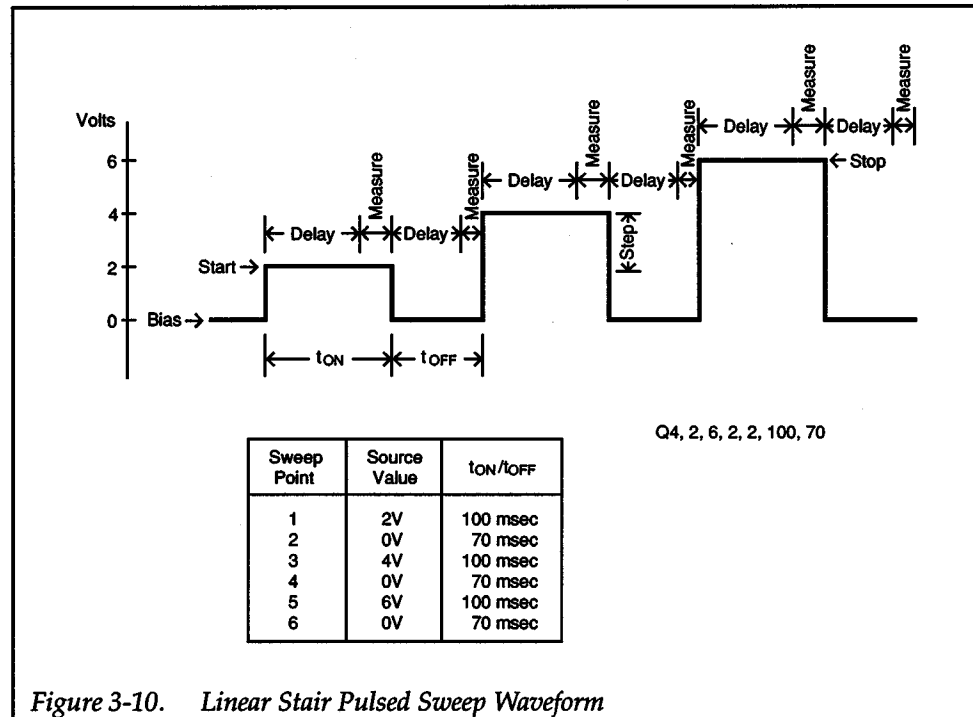 Measure
Measure
Delay
Delay
Volts
Measure
Measure
6
Stop
Delay
Delay
Measure
Measure
4
Delay
Delay
Step
Start
2
Bias
0
tON
tOFF
Q4, 2, 6, 2, 2, 100, 70
Sweep Point Source Value tON/tOFF
1 2V 100 msec
2 0V 70 msec
3 4V 100 msec
4 0V 70 msec
5 6V 100 msec
6 0V 70 msec
Figure 3-10. Linear Stair Pulsed Sweep Waveform